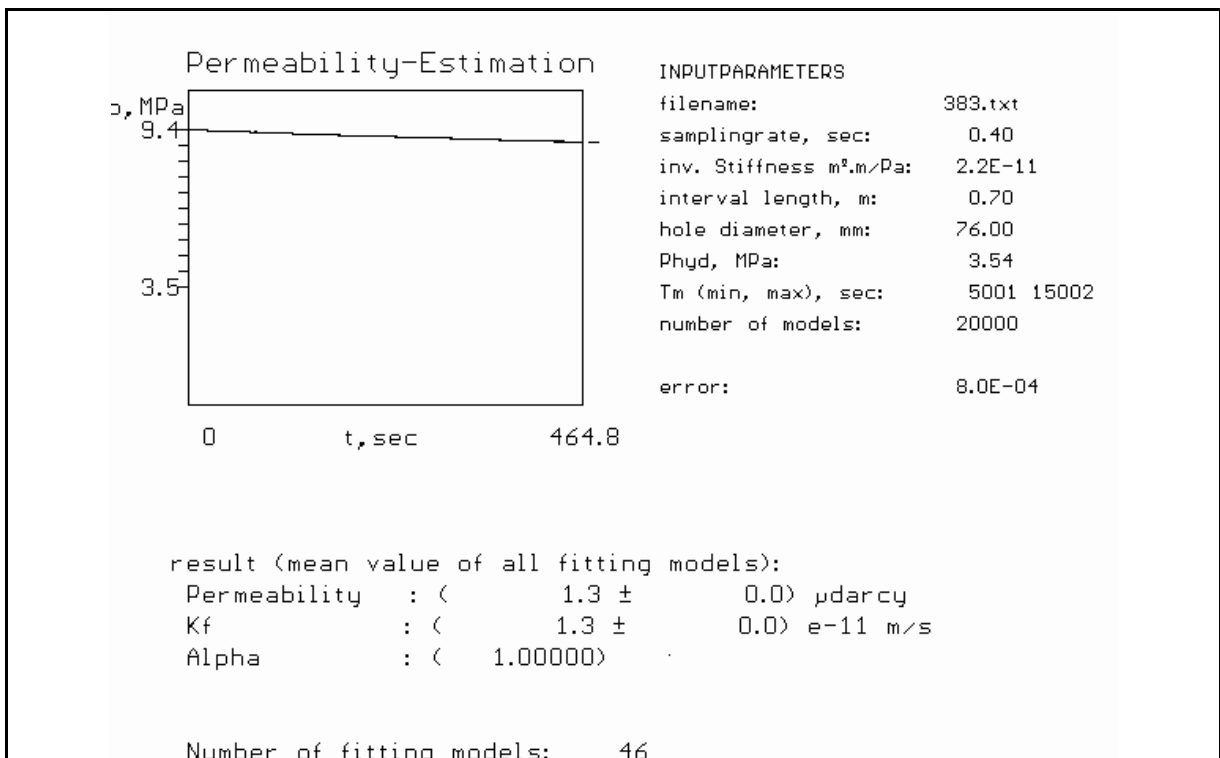 Permeability-Estimation
p, MPa
9.4
3.5
0 t,sec 464.8
INPUTPARAMETERS
filename: 383.txt
samplingrate, sec: 0.40
inv. Stiffness m².m/Pa: 2.2E-11
interval length, m: 0.70
hole diameter, mm: 76.00
Phyd, MPa: 3.54
Tm (min, max), sec: 5001 15002
number of models: 20000
error: 8.0E-04
result (mean value of all fitting models):
Permeability : ( 1.3 ± 0.0) µdarcy
Kf : ( 1.3 ± 0.0) e-11 m/s
Alpha : ( 1.00000)
Number of fitting models: 46